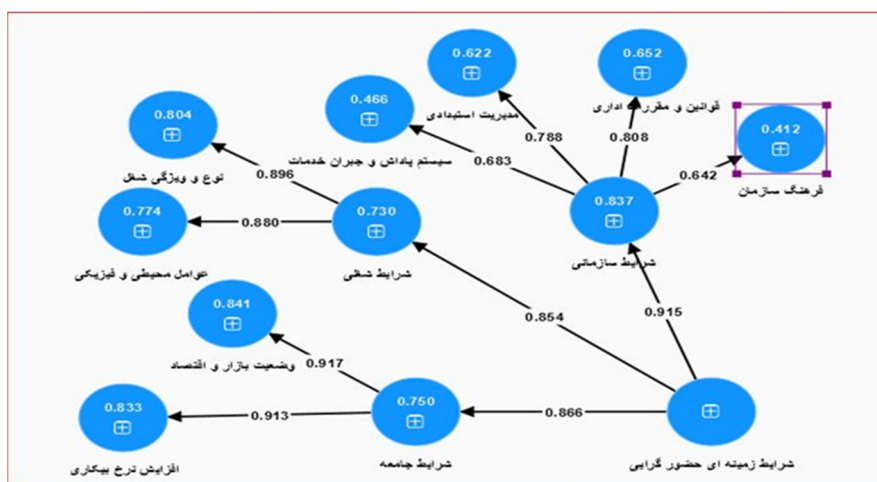 0.622
0.652
مدیریت استبدادی
قوانین و مقررات اداری
0.466
0.412
سیستم پاداش و جبران خدمات
فرهنگ سازمان
0.804
نوع و ویژگی شغل
0.788
0.808
0.683
0.642
0.896
0.774
عوامل محیطی و فیزیکی
0.880
0.730
شرایط شغلی
0.837
شرایط سازمانی
0.854
0.915
0.841
وضعیت بازار و اقتصاد
0.917
0.833
افزایش نرخ بیکاری
0.913
0.750
شرایط جامعه
0.866
شرایط زمینه ای حضور گرایی